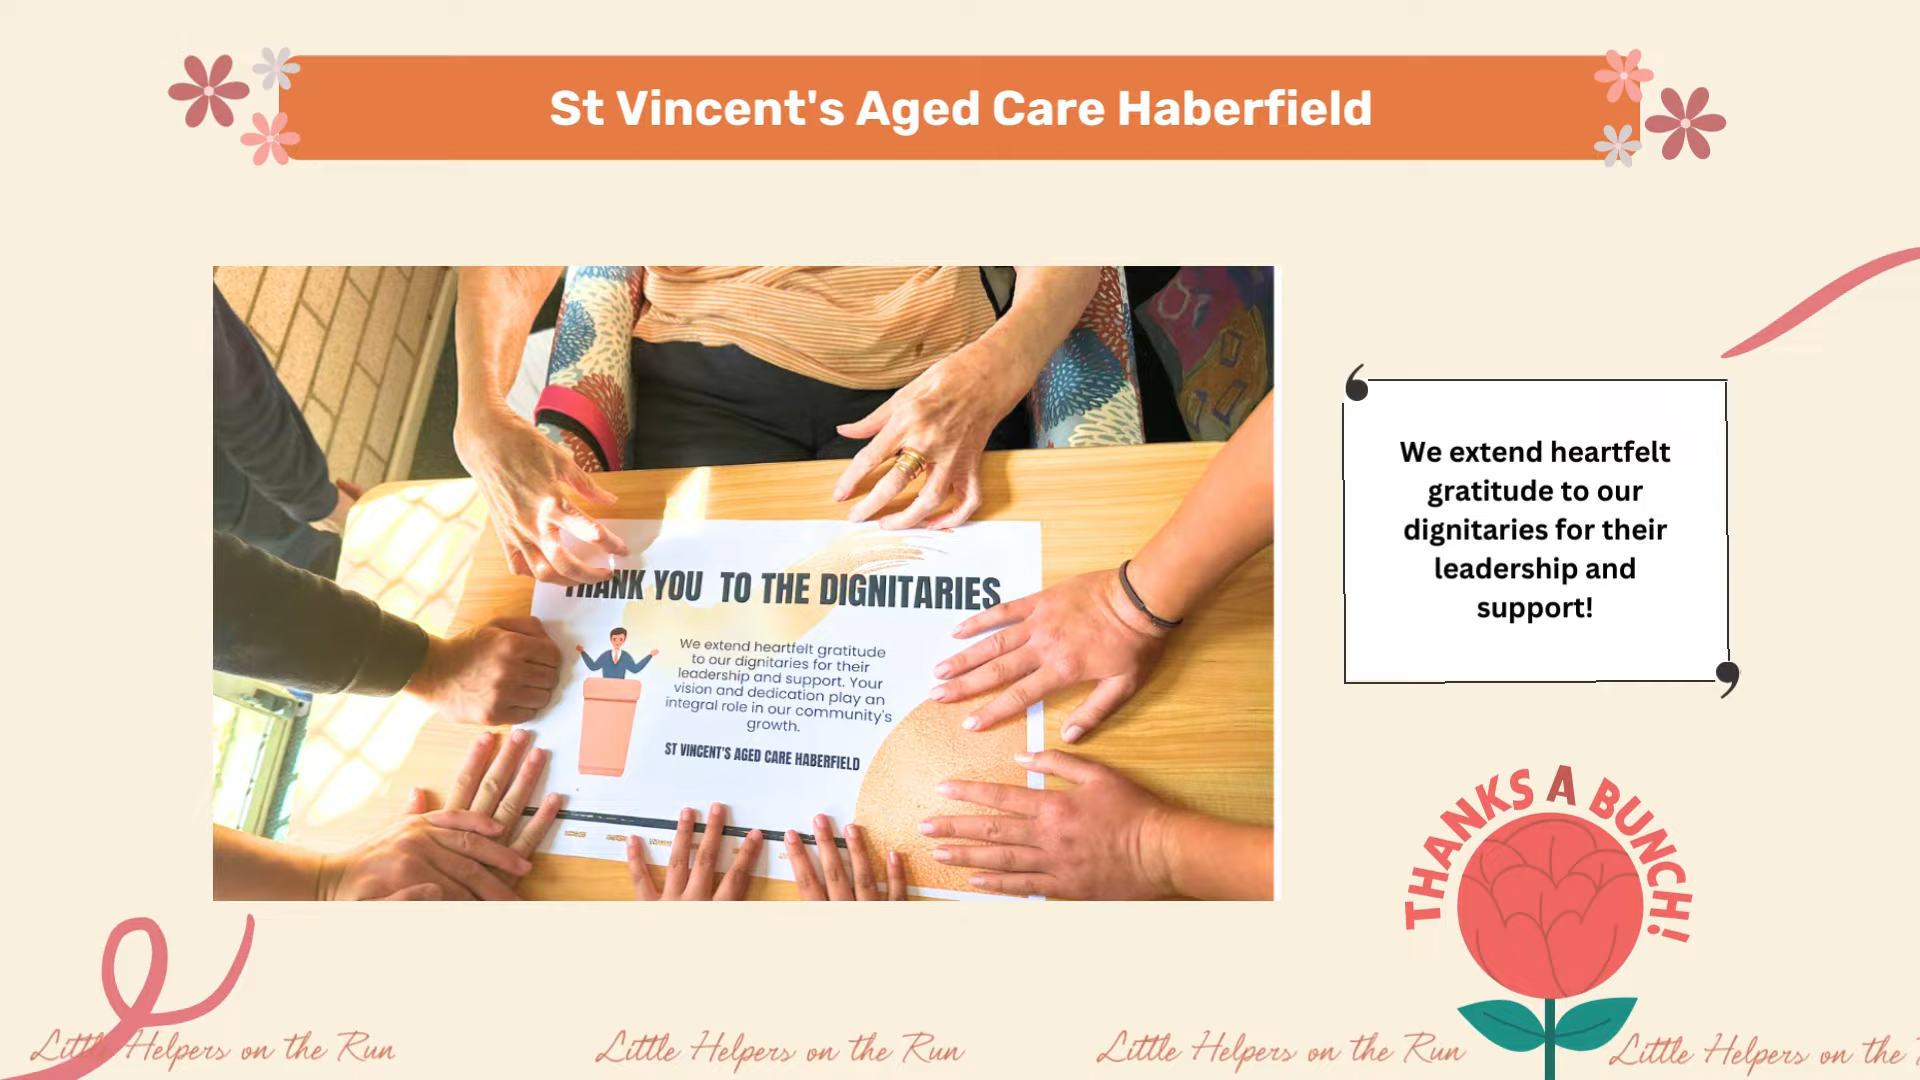 St Vincent's Aged Care Haberfield
THANK YOU TO THE DIGNITARIES
We extend heartfelt gratitude
to our dignitaries for their
leadership and support. Your
vision and dedication play an
integral role in our community's
growth.
ST VINCENT'S AGED CARE HABERFIELD
We extend heartfelt
gratitude to our
dignitaries for their
leadership and
support!
THANKS A BUNCH!
Little Helpers on the Run
Little Helpers on the Run
Little Helpers on the Run
Little Helpers on the